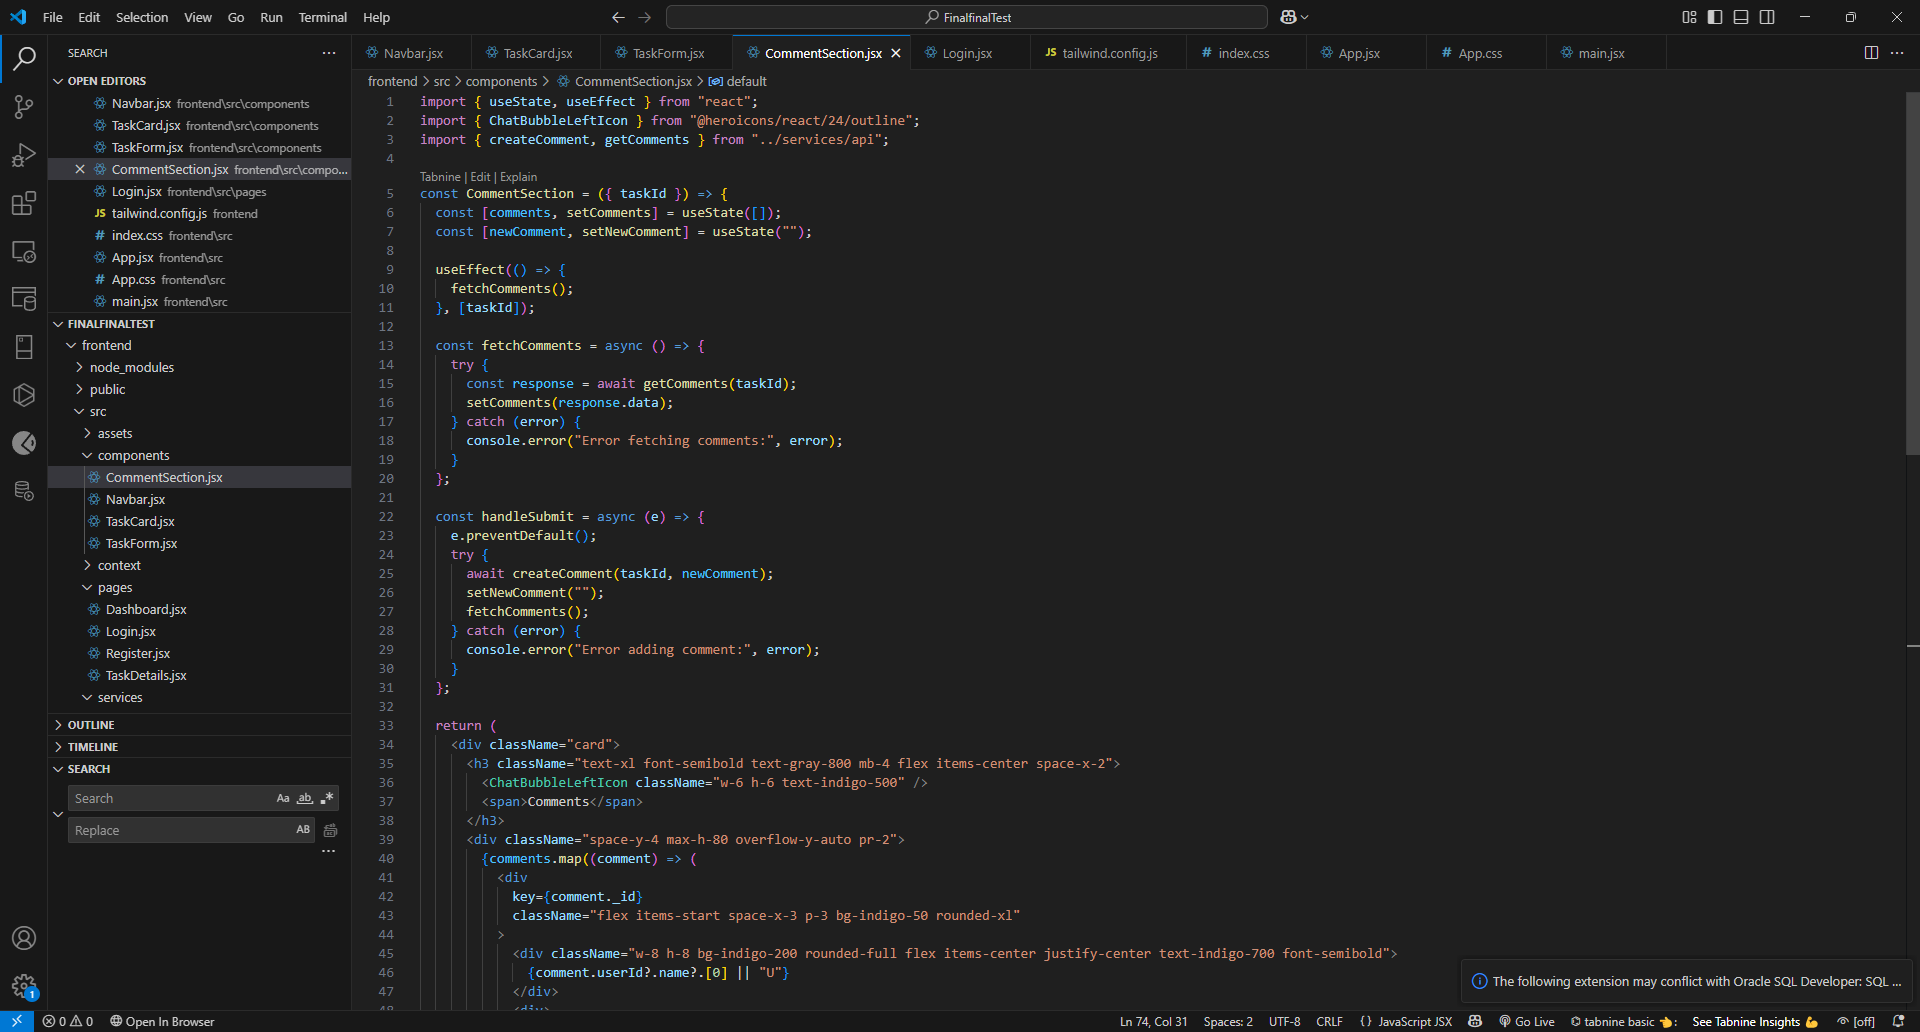 File Edit Selection View Go Run Terminal Help
FinalfinalTest
SEARCH
OPEN EDITORS
Navbar.jsx frontend\src\components
TaskCard.jsx frontend\src\components
TaskForm.jsx frontend\src\components
CommentSection.jsx frontend\src\compo...
Login.jsx frontend\src\pages
JS tailwind.config.js frontend
# index.css frontend\src
App.jsx frontend\src
# App.css frontend\src
main.jsx frontend\src
FINALFINALTEST
frontend
node_modules
public
src
assets
components
CommentSection.jsx
Navbar.jsx
TaskCard.jsx
TaskForm.jsx
context
pages
Dashboard.jsx
Login.jsx
Register.jsx
TaskDetails.jsx
services
OUTLINE
TIMELINE
SEARCH
Search Aa ab .*
Replace AB
...
Navbar.jsx TaskCard.jsx TaskForm.jsx CommentSection.jsx Login.jsx JS tailwind.config.js # index.css App.jsx # App.css main.jsx
frontend > src > components > CommentSection.jsx > default
1 import { useState, useEffect } from "react";
2 import { ChatBubbleLeftIcon } from "@heroicons/react/24/outline";
3 import { createComment, getComments } from "../services/api";
4
Tabnine | Edit | Explain
5 const CommentSection = ({ taskId }) => {
6 const [comments, setComments] = useState([]);
7 const [newComment, setNewComment] = useState("");
8
9 useEffect(() => {
10 fetchComments();
11 }, [taskId]);
12
13 const fetchComments = async () => {
14 try {
15 const response = await getComments(taskId);
16 setComments(response.data);
17 } catch (error) {
18 console.error("Error fetching comments:", error);
19 }
20 };
21
22 const handleSubmit = async (e) => {
23 e.preventDefault();
24 try {
25 await createComment(taskId, newComment);
26 setNewComment("");
27 fetchComments();
28 } catch (error) {
29 console.error("Error adding comment:", error);
30 }
31 };
32
33 return (
34 <div className="card">
35 <h3 className="text-xl font-semibold text-gray-800 mb-4 flex items-center space-x-2">
36 <ChatBubbleLeftIcon className="w-6 h-6 text-indigo-500" />
37 <span>Comments</span>
38 </h3>
39 <div className="space-y-4 max-h-80 overflow-y-auto pr-2">
40 {comments.map((comment) => (
41 <div
42 key={comment._id}
43 className="flex items-start space-x-3 p-3 bg-indigo-50 rounded-xl"
44 >
45 <div className="w-8 h-8 bg-indigo-200 rounded-full flex items-center justify-center text-indigo-700 font-semibold">
46 {comment.userId?.name?.[0] || "U"}
47 </div>
48 <div>
The following extension may conflict with Oracle SQL Developer: SQL ...
1
0 0 Open In Browser
Ln 74, Col 31 Spaces: 2 UTF-8 CRLF {} JavaScript JSX Go Live tabnine basic : See Tabnine Insights [off]